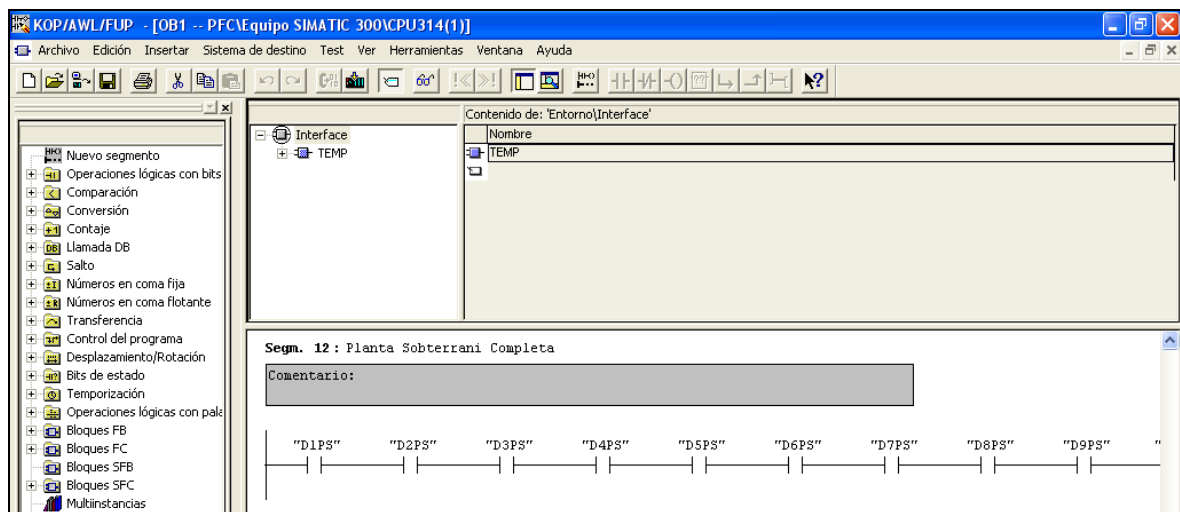 KOP/AWL/FUP - [OB1 -- PFC\Equipo SIMATIC 300\CPU314(1)]
Archivo Edición Insertar Sistema de destino Test Ver Herramientas Ventana Ayuda
Contenido de: 'Entorno\Interface'
Interface
TEMP
Nombre
TEMP
Nuevo segmento
Operaciones lógicas con bits
Comparación
Conversión
Contaje
Llamada DB
Salto
Números en coma fija
Números en coma flotante
Transferencia
Control del programa
Desplazamiento/Rotación
Bits de estado
Temporización
Operaciones lógicas con pala
Bloques FB
Bloques FC
Bloques SFB
Bloques SFC
Multiinstancias
Segm. 12 : Planta Sobterrani Completa
Comentario:
"D1PS" "D2PS" "D3PS" "D4PS" "D5PS" "D6PS" "D7PS" "D8PS" "D9PS" "